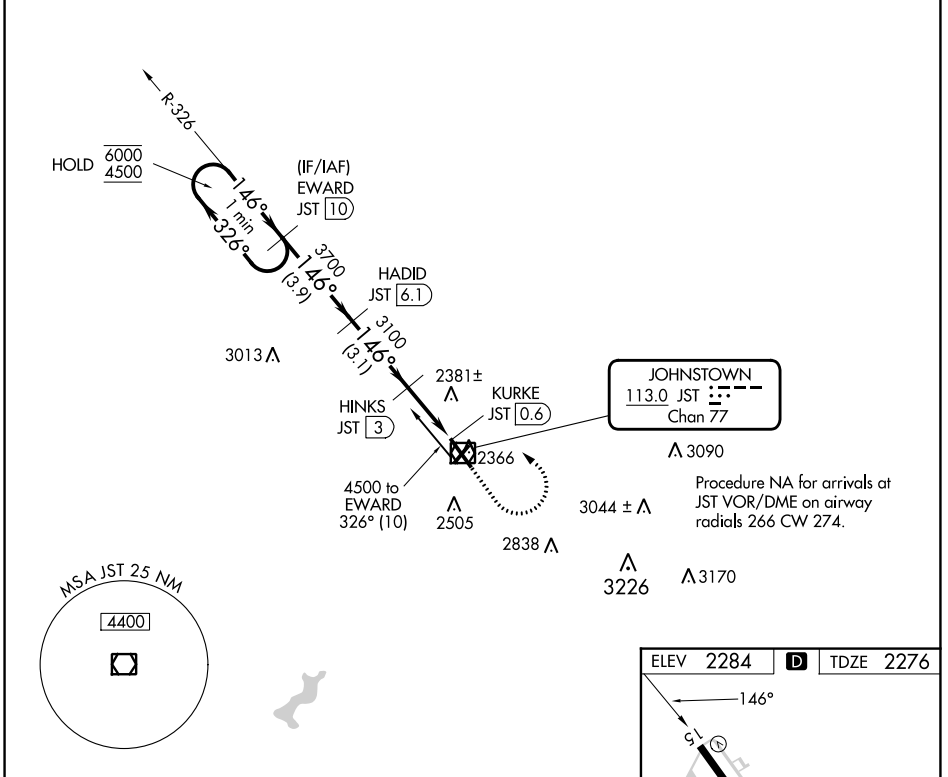 R-326
HOLD 6000
4500
146°
1 min
326°
(IF/IAF)
EWARD
JST 10
3700
146°
(3.9)
HADID
JST 6.1
3100
146°
(3.1)
3013
2381±
HINKS
JST 3
KURKE
JST 0.6
JOHNSTOWN
113.0 JST
Chan 77
2366
3090
4500 to
EWARD
326° (10)
2505
Procedure NA for arrivals at
JST VOR/DME on airway
radials 266 CW 274.
3044 ±
2838
3226
3170
MSA JST 25 NM
4400
ELEV 2284 D TDZE 2276
146°
15
V